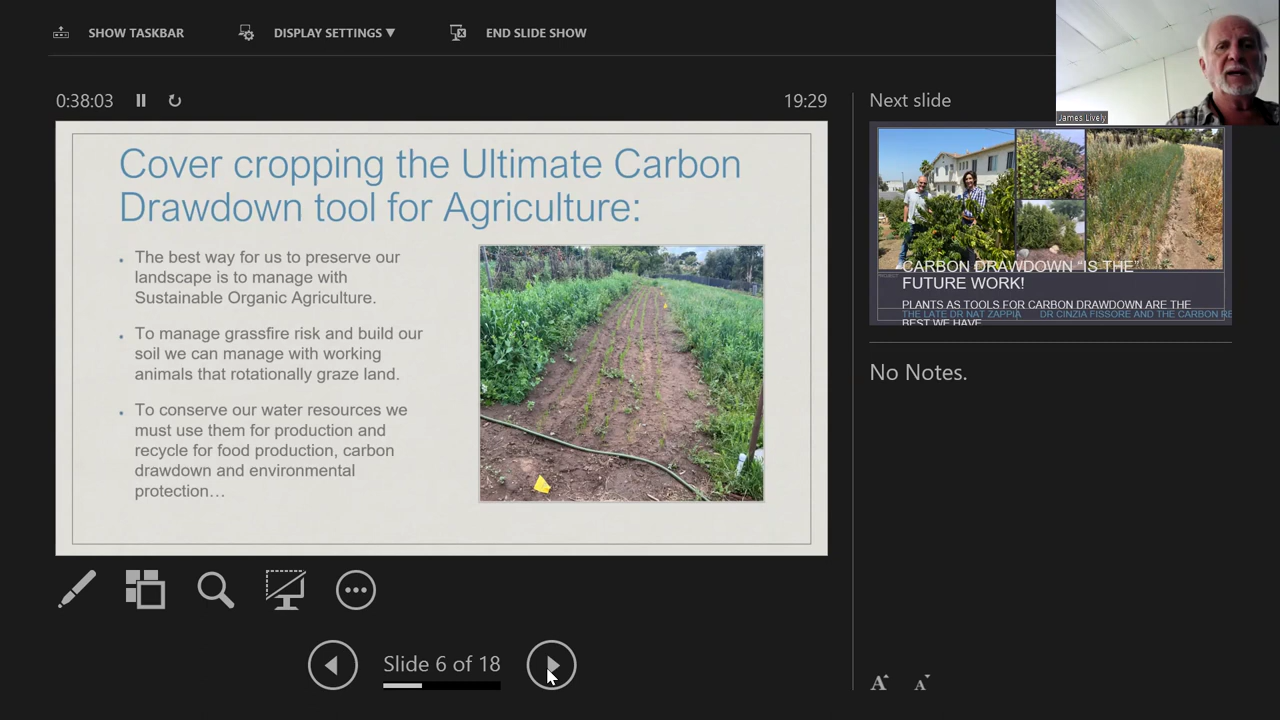 SHOW TASKBAR
DISPLAY SETTINGS ▼
END SLIDE SHOW
James Lively
0:38:03
19:29
Next slide
Cover cropping the Ultimate Carbon
Drawdown tool for Agriculture:
• The best way for us to preserve our
landscape is to manage with
Sustainable Organic Agriculture.
• To manage grassfire risk and build our
soil we can manage with working
animals that rotationally graze land.
• To conserve our water resources we
must use them for production and
recycle for food production, carbon
drawdown and environmental
protection…
CARBON DRAWDOWN “IS THE”
FUTURE WORK!
PLANTS AS TOOLS FOR CARBON DRAWDOWN ARE THE
BEST WE HAVE
THE LATE DR NAT ZAPPIA DR CINZIA FISSORE AND THE CARBON RE
No Notes.
Slide 6 of 18
A A